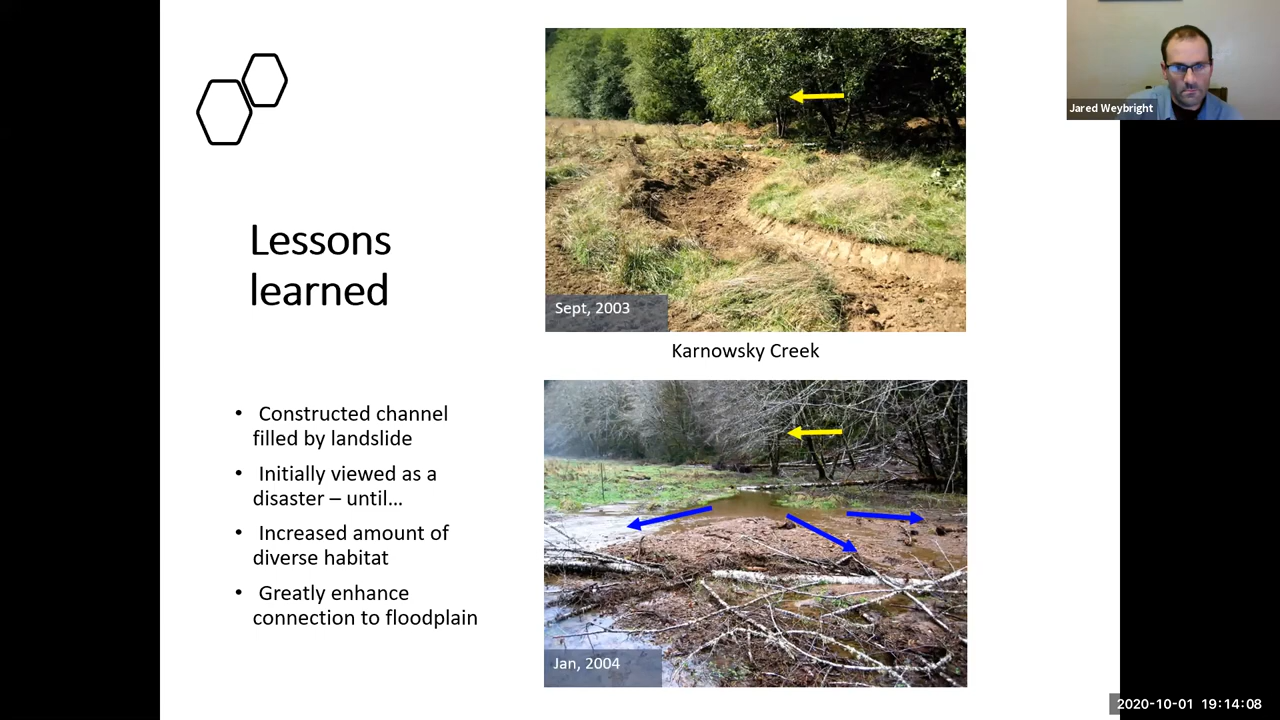 Jared Weybright
Lessons
learned
Sept, 2003
Karnowsky Creek
• Constructed channel
filled by landslide
• Initially viewed as a
disaster – until...
• Increased amount of
diverse habitat
• Greatly enhance
connection to floodplain
Jan, 2004
2020-10-01 19:14:08